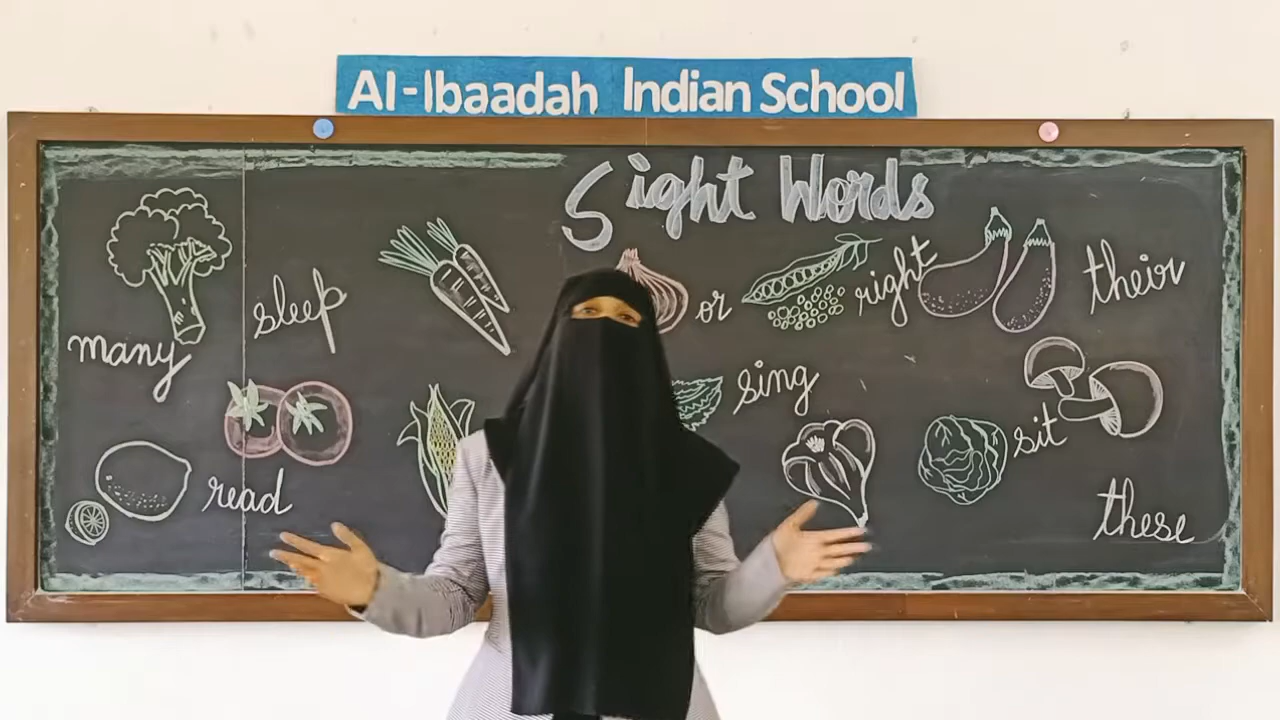 Al-Ibaadah Indian School
Sight Words
many
sleep
or
right
their
read
sing
sit
these